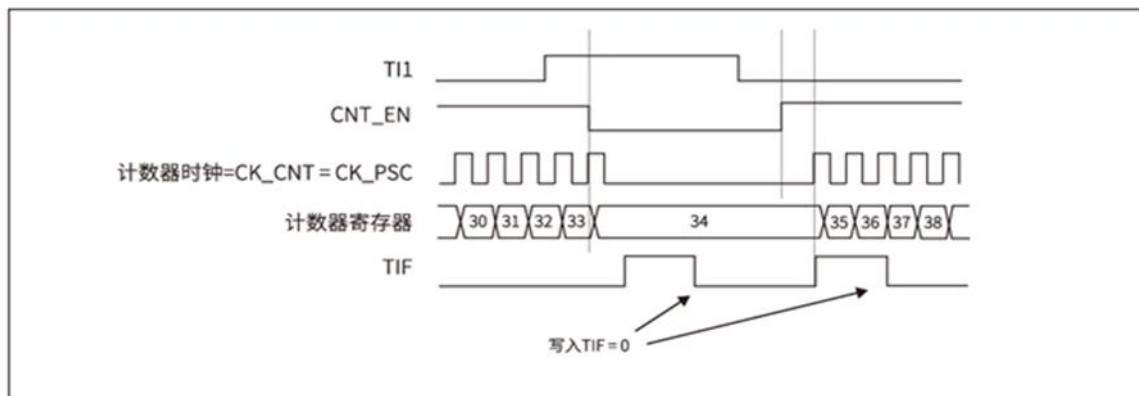 TI1
CNT_EN
计数器时钟=CK_CNT = CK_PSC
计数器寄存器 30 31 32 33 34 35 36 37 38
TIF
写入TIF = 0